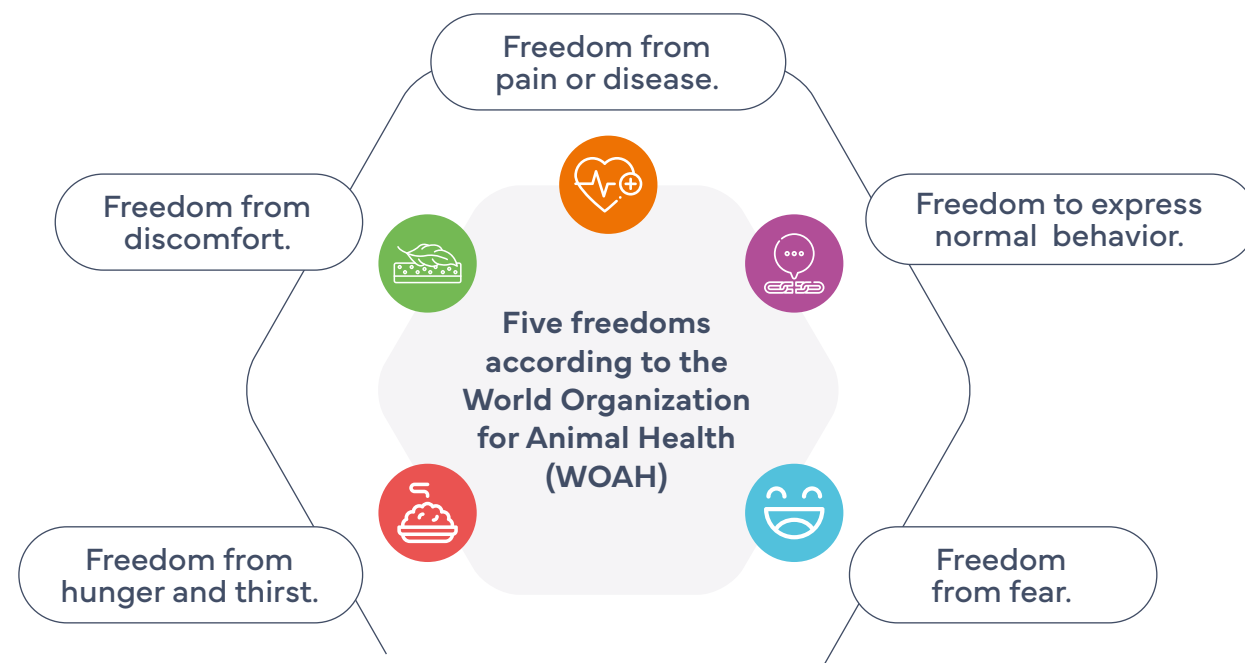 Freedom from
pain or disease.
Freedom from
discomfort.
Freedom to express
normal behavior.
Five freedoms
according to the
World Organization
for Animal Health
(WOAH)
Freedom from
hunger and thirst.
Freedom
from fear.